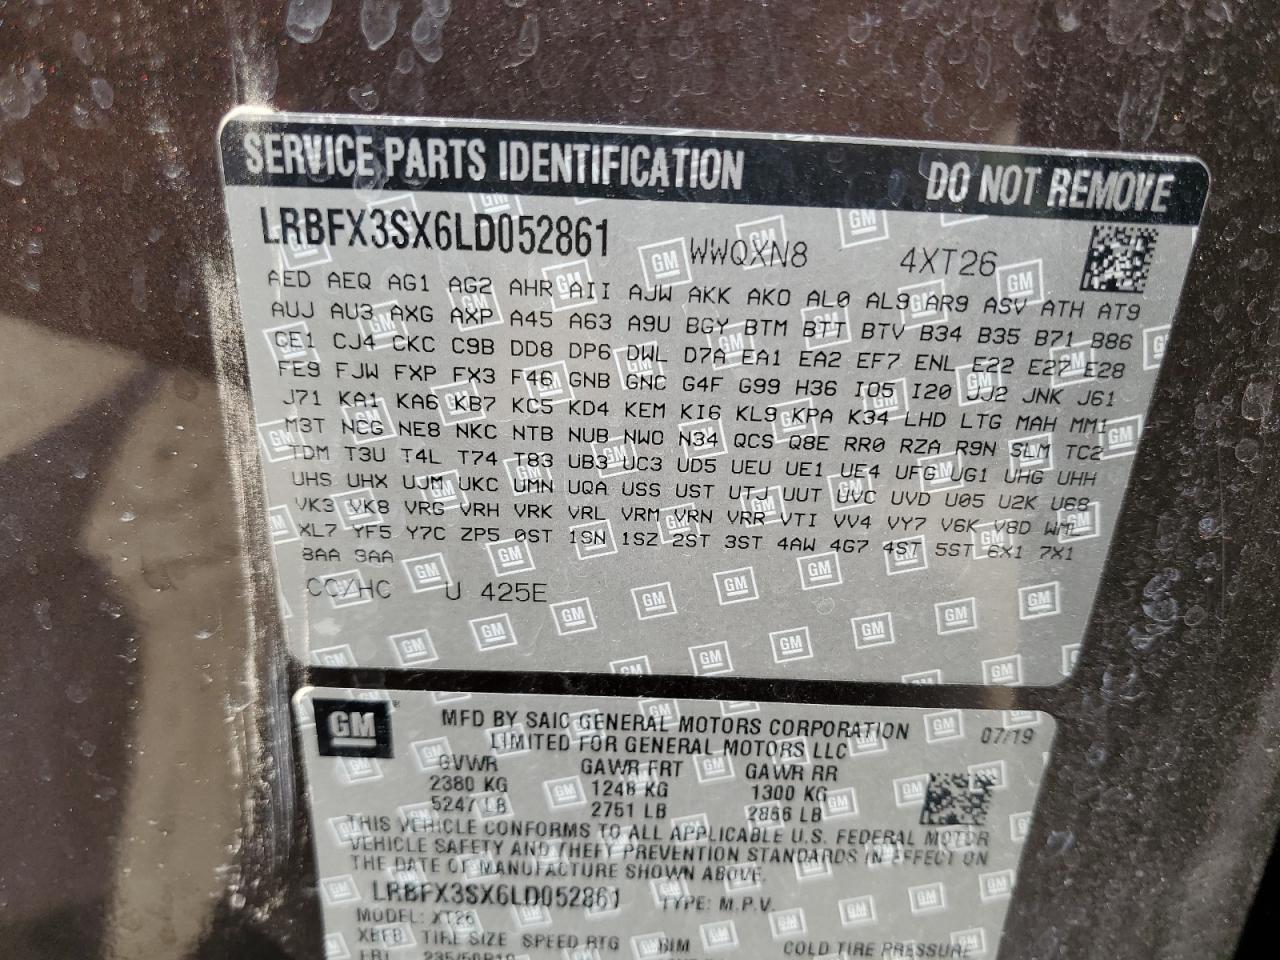 SERVICE PARTS IDENTIFICATION DO NOT REMOVE
LRBFX3SX6LD052861 WWQXN8 4XT26
AED AEQ AG1 AG2 AHR AII AJW AKK AKO AL0 AL9 AR9 ASV ATH AT9
AUJ AU3 AXG AXP A45 A63 A9U BGY BTM BTT BTV B34 B35 B71 B86
CE1 CJ4 CKC C9B DD8 DP6 DWL D7A EA1 EA2 EF7 ENL E22 E27 E28
FE9 FJW FXP FX3 F46 GNB GNC G4F G99 H36 IO5 I20 JJ2 JNK J61
J71 KA1 KA6 KB7 KC5 KD4 KEM KI6 KL9 KPA K34 LHD LTG MAH MM1
M3T NCG NE8 NKC NTB NUB NWO N34 QCS Q8E RR0 RZA R9N SLM TC2
TDM T3U T4L T74 T83 UB3 UC3 UD5 UEU UE1 UE4 UFG UG1 UHG UHH
UHS UHX UJM UKC UMN UQA USS UST UTJ UUT UVC UVD U05 U2K U68
VK3 VK8 VRG VRH VRK VRL VRM VRN VRR VTI VV4 VY7 V6K V8D WML
XL7 YF5 Y7C ZP5 0ST 1SN 1SZ 2ST 3ST 4AW 4G7 4ST 5ST 6X1 7X1
8AA 9AA
CC/HC U 425E
GM
MFD BY SAIC GENERAL MOTORS CORPORATION 07/19
LIMITED FOR GENERAL MOTORS LLC
GVWR GAWR FRT GAWR RR
2380 KG 1248 KG 1300 KG
5247 LB 2751 LB 2866 LB
THIS VEHICLE CONFORMS TO ALL APPLICABLE U.S. FEDERAL MOTOR
VEHICLE SAFETY AND THEFT PREVENTION STANDARDS IN EFFECT ON
THE DATE OF MANUFACTURE SHOWN ABOVE.
LRBFX3SX6LD052861 TYPE: M.P.V.
MODEL: XT26
TIRE SIZE SPEED RTG RIM COLD TIRE PRESSURE